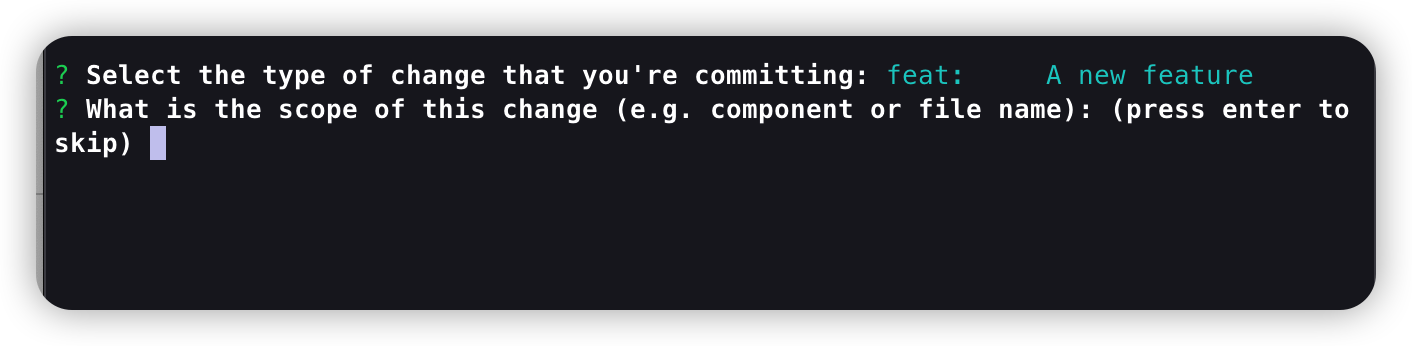 ? Select the type of change that you're committing: feat:     A new feature
? What is the scope of this change (e.g. component or file name): (press enter to
skip)